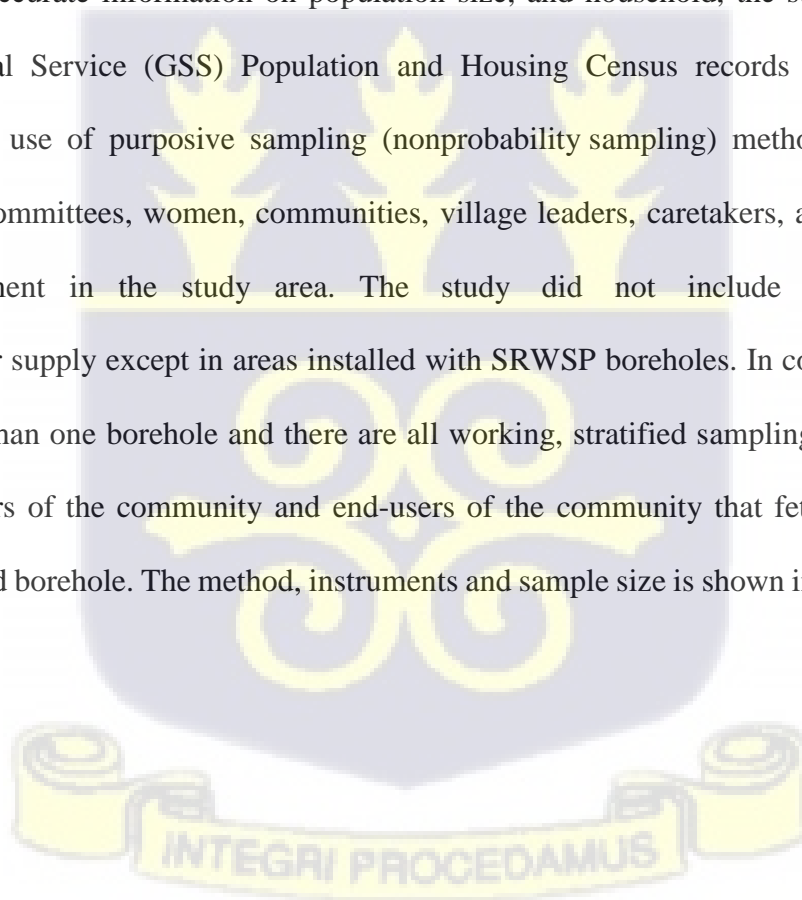 accurate information on population size, and household, the s
al Service (GSS) Population and Housing Census records
use of purposive sampling (nonprobability sampling) metho
ommittees, women, communities, village leaders, caretakers, a
ment in the study area. The study did not include
r supply except in areas installed with SRWSP boreholes. In co
han one borehole and there are all working, stratified sampling
rs of the community and end-users of the community that fet
d borehole. The method, instruments and sample size is shown i
INTEGRI PROCEDAMUS